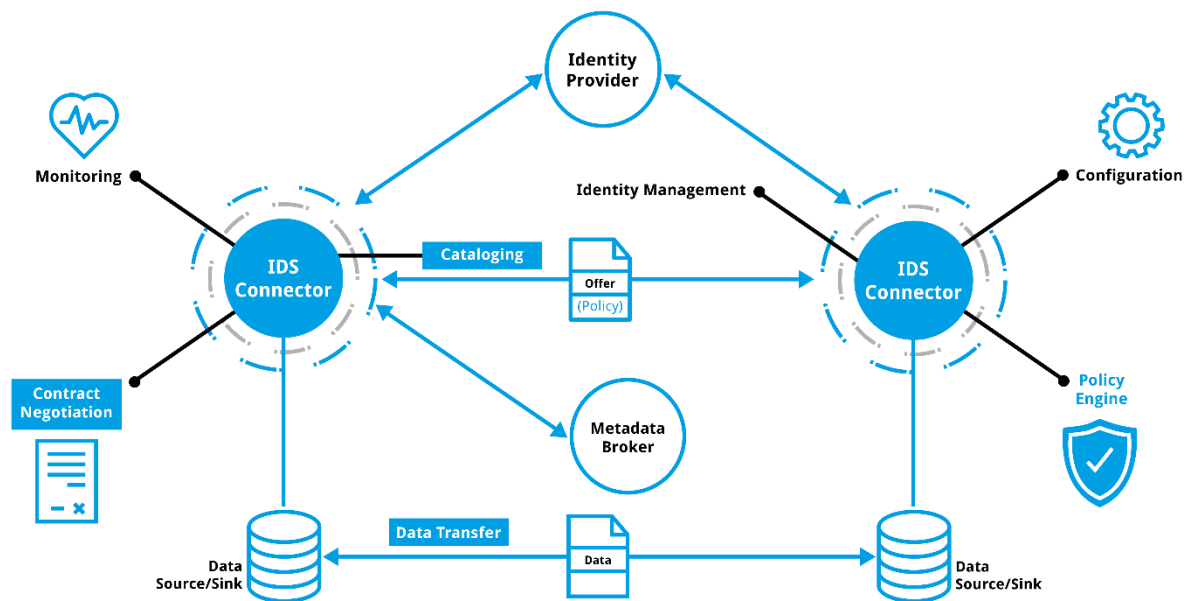 Identity
Provider
Monitoring
Identity Management
Configuration
Cataloging
IDS
Connector
Offer
(Policy)
IDS
Connector
Contract
Negotiation
Policy
Engine
Metadata
Broker
Data Transfer
Data
Data
Source/Sink
Data
Source/Sink